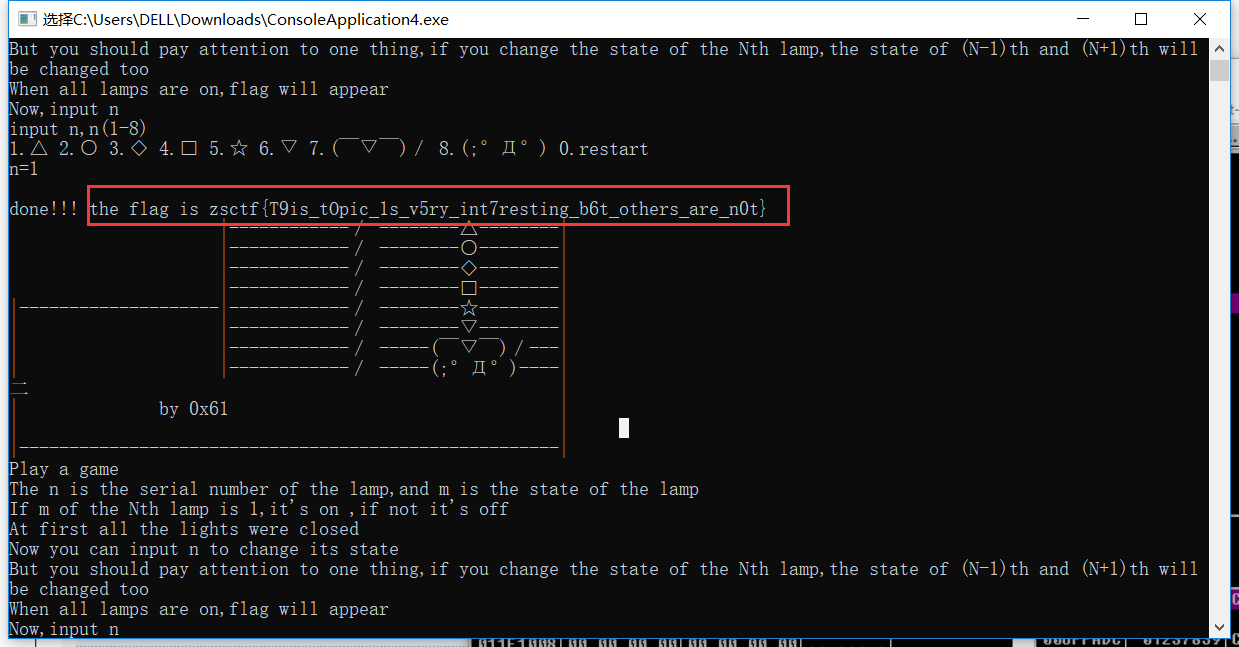 选择C:\Users\DELL\Downloads\ConsoleApplication4.exe
But you should pay attention to one thing,if you change the state of the Nth lamp,the state of (N-1)th and (N+1)th will
be changed too
When all lamps are on,flag will appear
Now,input n
input n,n(1-8)
1.△ 2.○ 3.◇ 4.□ 5.☆ 6.▽ 7.(￣▽￣)/ 8.(;°Д°) 0.restart
n=1
done!!! the flag is zsctf{T9is_tOpic_1s_v5ry_int7resting_b6t_others_are_n0t}
|------------/ --------△--------|
|------------/ --------○--------|
|------------/ --------◇--------|
|------------/ --------□--------|
|--------------------|------------/ --------☆--------|
|------------/ --------▽--------|
|------------/ -----(￣▽￣)/---|
|------------/ -----(;°Д°)----|
二
by 0x61
|------------------------------------------------------|
Play a game
The n is the serial number of the lamp,and m is the state of the lamp
If m of the Nth lamp is 1,it's on ,if not it's off
At first all the lights were closed
Now you can input n to change its state
But you should pay attention to one thing,if you change the state of the Nth lamp,the state of (N-1)th and (N+1)th will
be changed too
When all lamps are on,flag will appear
Now,input n